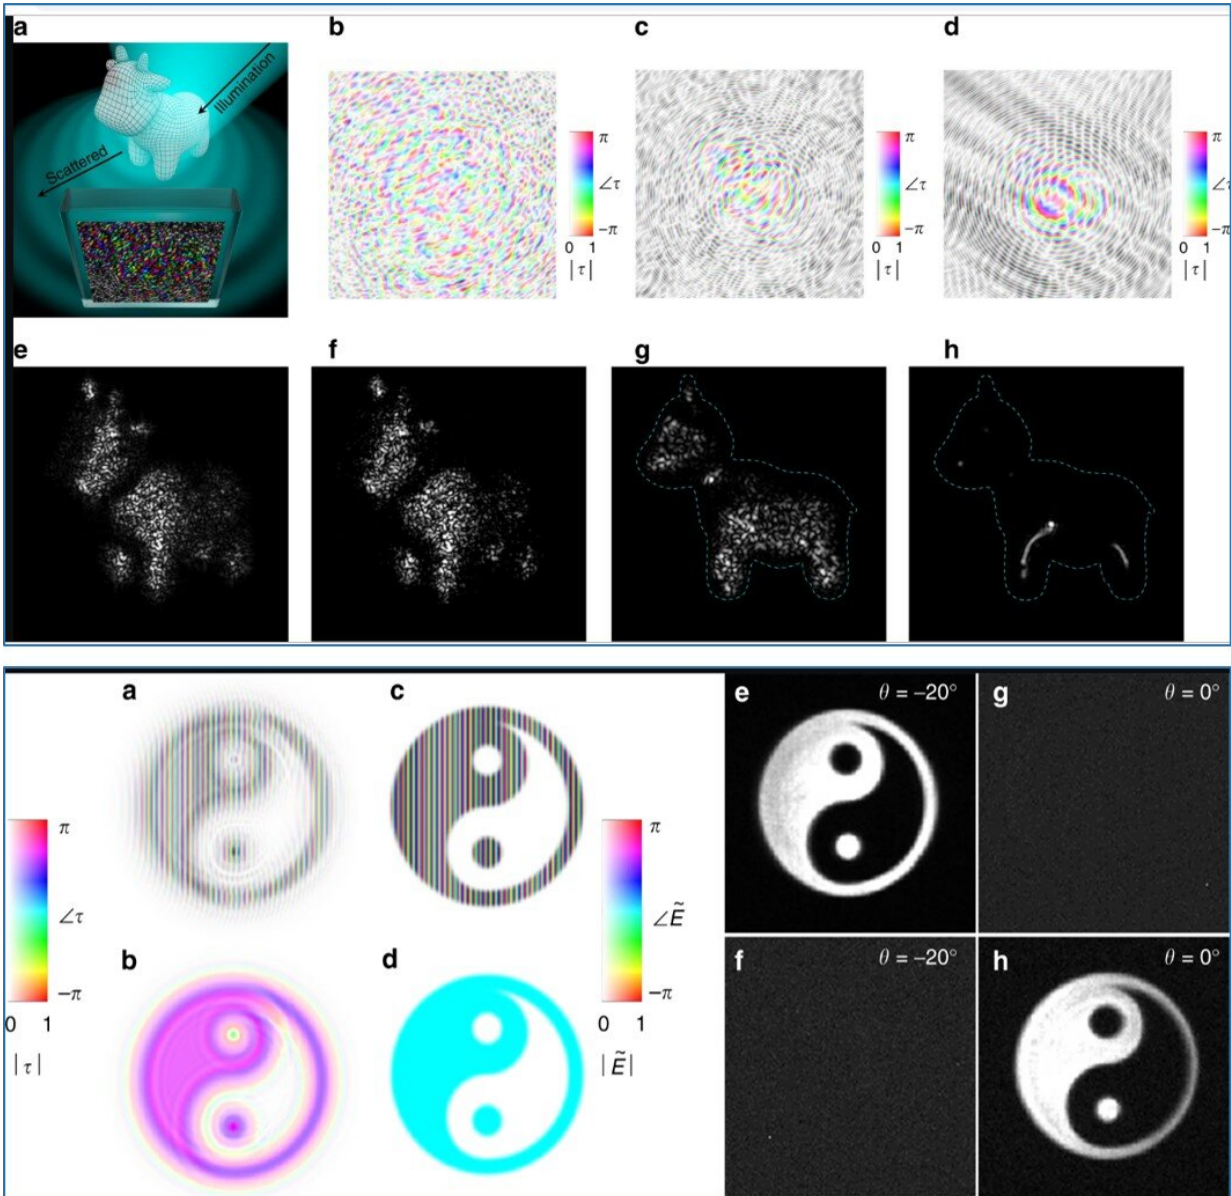 a
b
c
d
Illumination
Scattered
π
∠τ
−π
0 1
|τ|
π
∠τ
−π
0 1
|τ|
π
∠τ
−π
0 1
|τ|
e
f
g
h
a
c
π
∠τ
−π
0 1
|τ|
b
d
π
∠Ẽ
−π
0 1
|Ẽ|
e
θ = −20°
g
θ = 0°
f
θ = −20°
h
θ = 0°